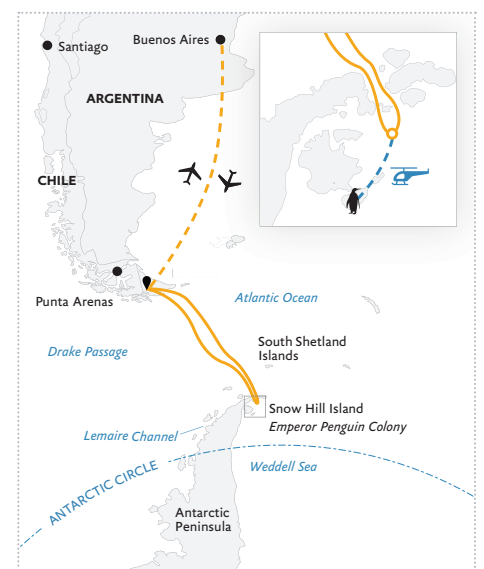 Buenos Aires
Santiago
ARGENTINA
CHILE
Punta Arenas
Atlantic Ocean
Drake Passage
South Shetland
Islands
Snow Hill Island
Emperor Penguin Colony
Lemaire Channel
Weddell Sea
ANTARCTIC CIRCLE
Antarctic
Peninsula